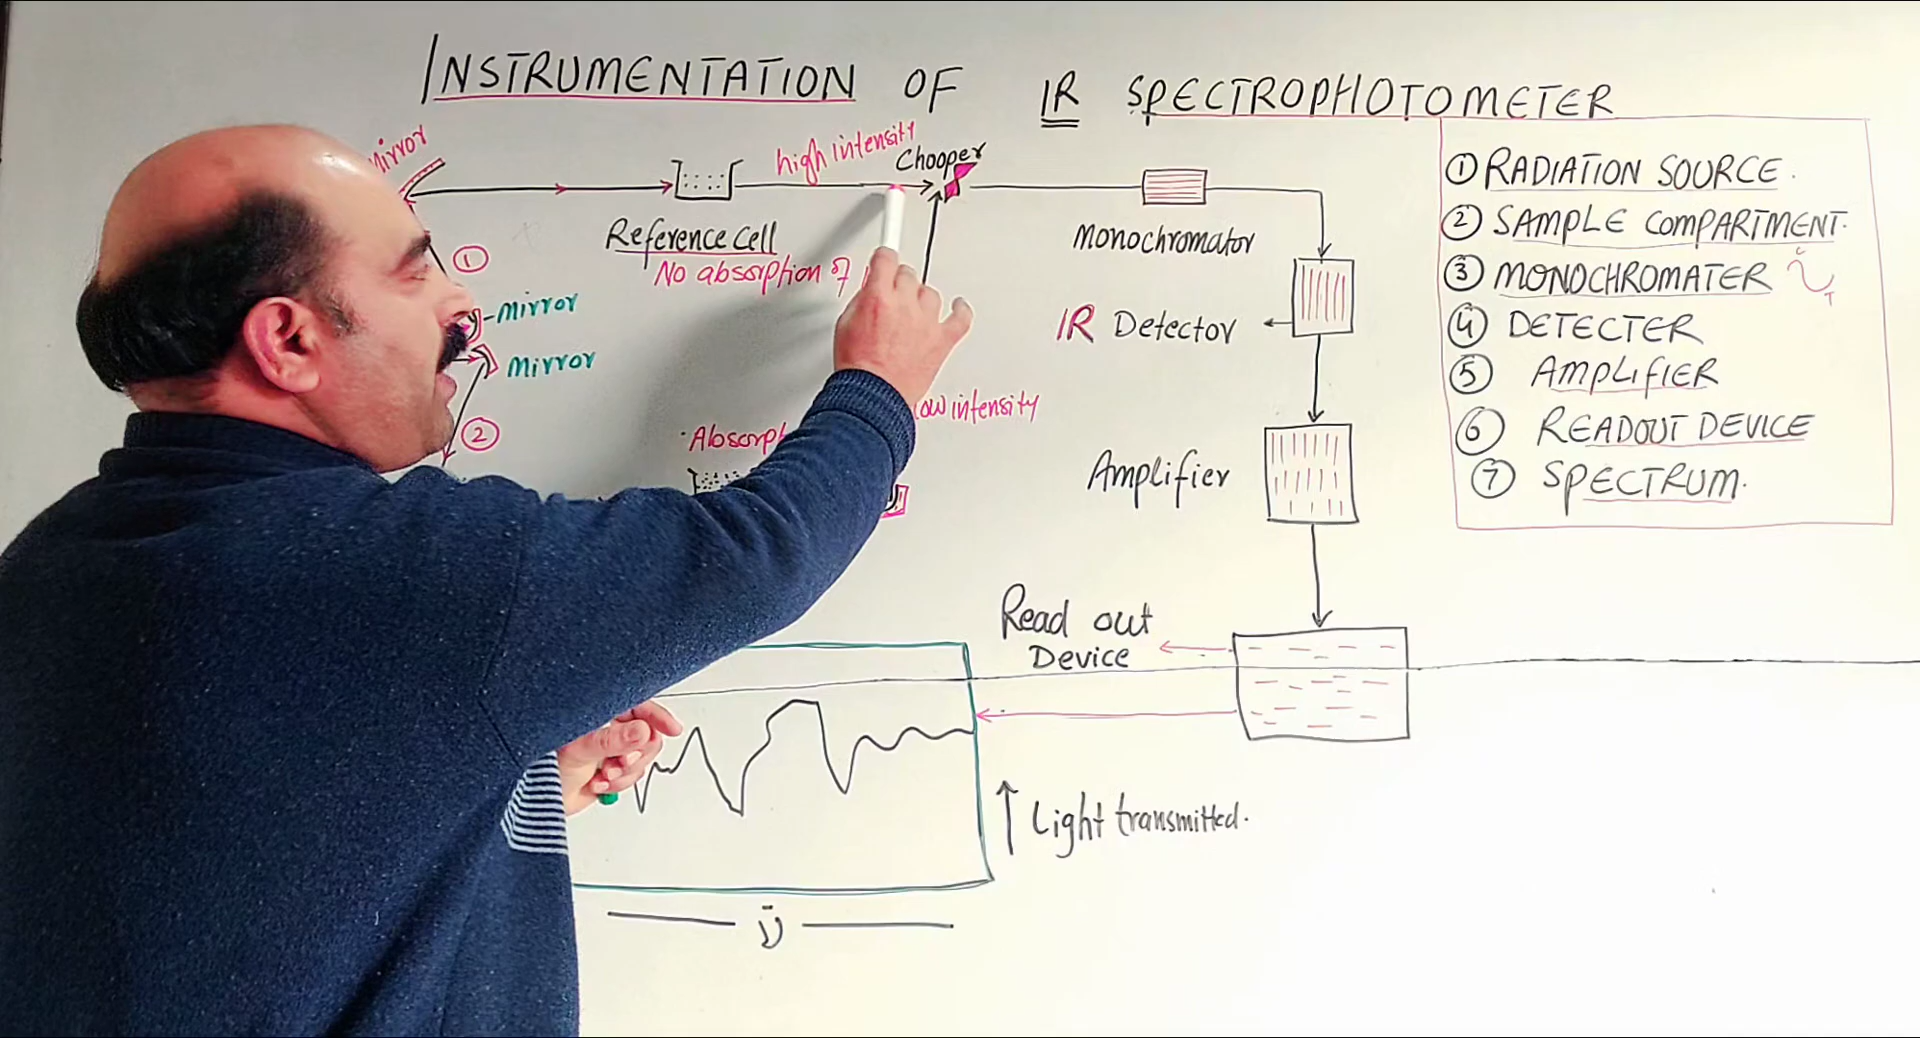 INSTRUMENTATION OF IR SPECTROPHOTOMETER
Mirror
high intensity
Chooper
Reference Cell
No absorption of
①
mirror
mirror
②
low intensity
Monochromator
IR Detector
Amplifier
Read out
Device
Light transmitted.
ν̄
① RADIATION SOURCE.
② SAMPLE COMPARTMENT.
③ MONOCHROMATER
④ DETECTER
⑤ AMPLIFIER
⑥ READOUT DEVICE
⑦ SPECTRUM.